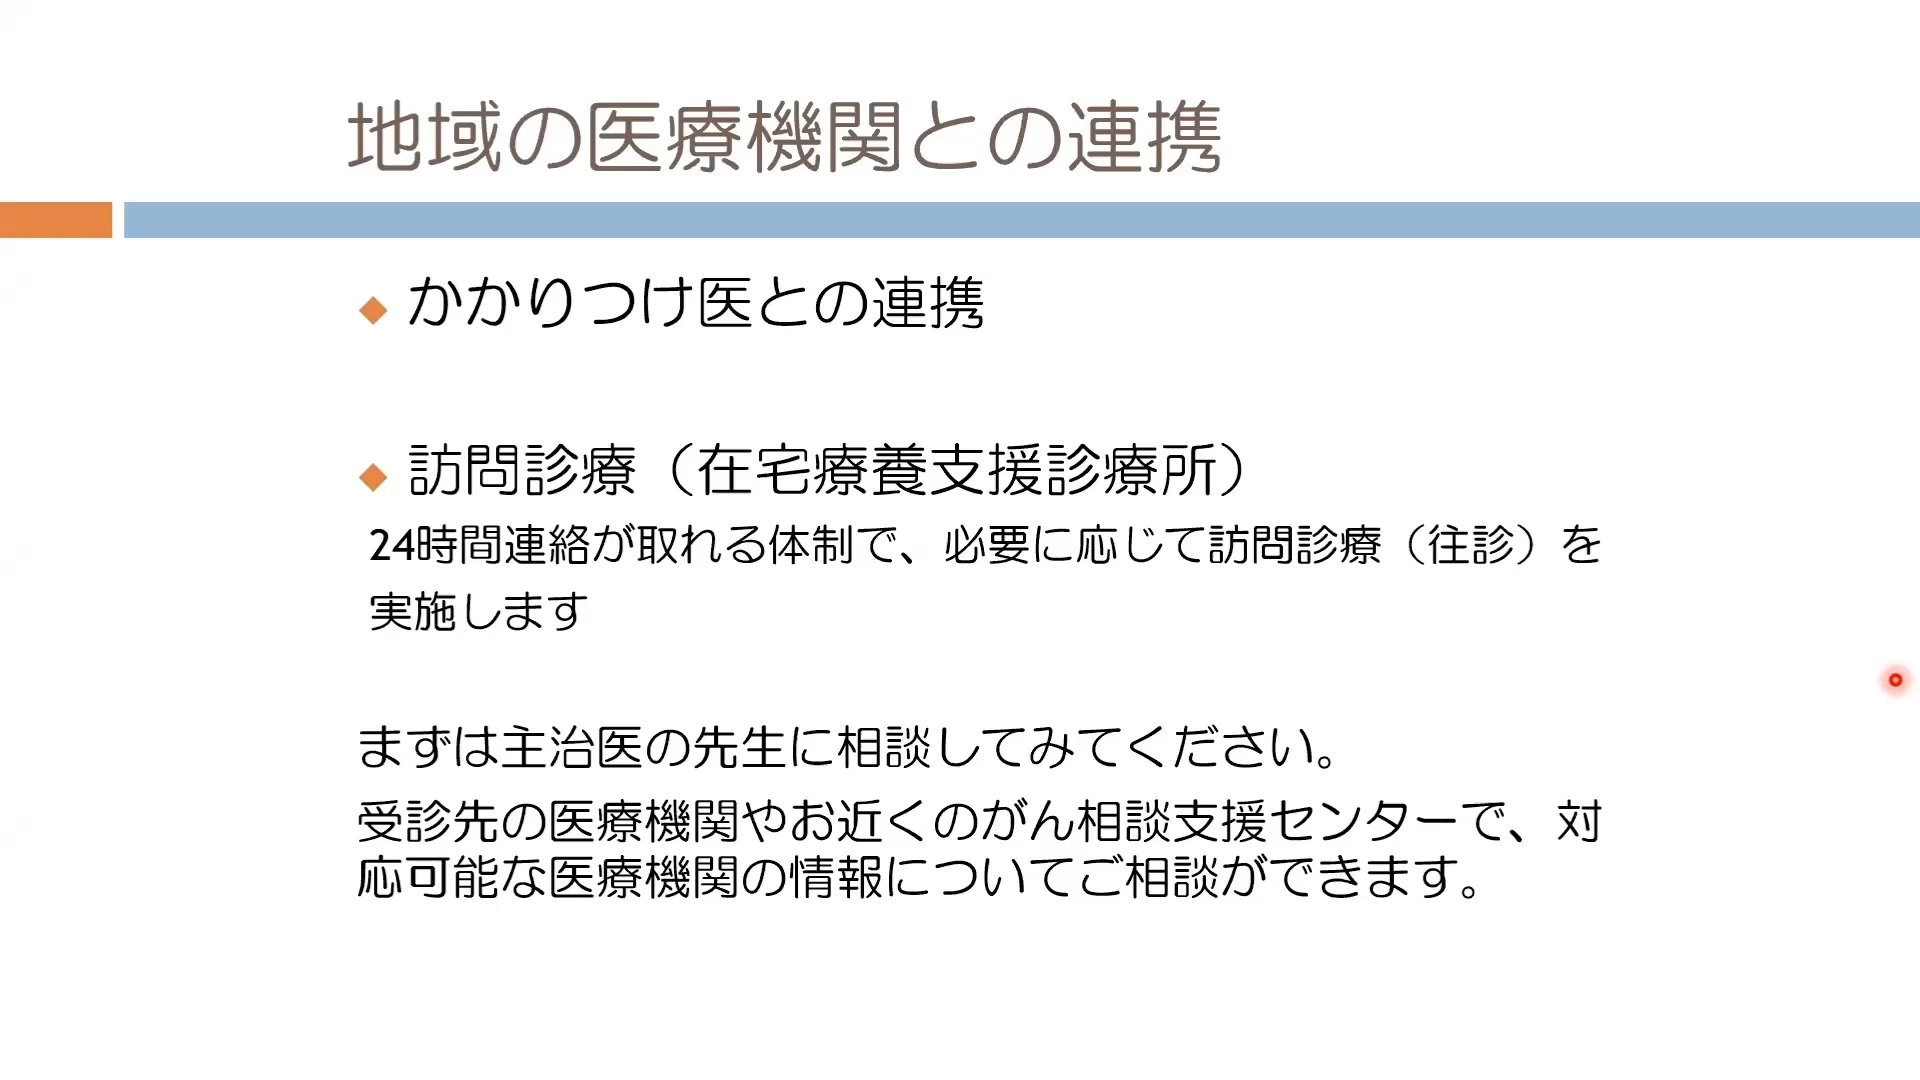 地域の医療機関との連携
かかりつけ医との連携
訪問診療（在宅療養支援診療所）
24時間連絡が取れる体制で、必要に応じて訪問診療（往診）を
実施します
まずは主治医の先生に相談してみてください。
受診先の医療機関やお近くのがん相談支援センターで、対
応可能な医療機関の情報についてご相談ができます。